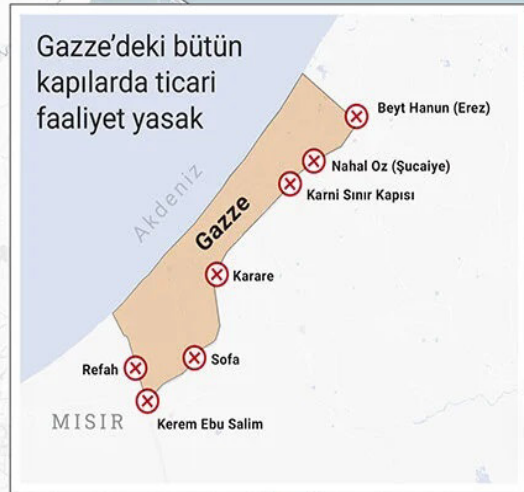 Gazze’deki bütün
kapılarda ticari
faaliyet yasak
Beyt Hanun (Erez)
Nahal Oz (Şucaiye)
Karni Sınır Kapısı
Akdeniz
Gazze
Karare
Sofa
Refah
Kerem Ebu Salim
MISIR